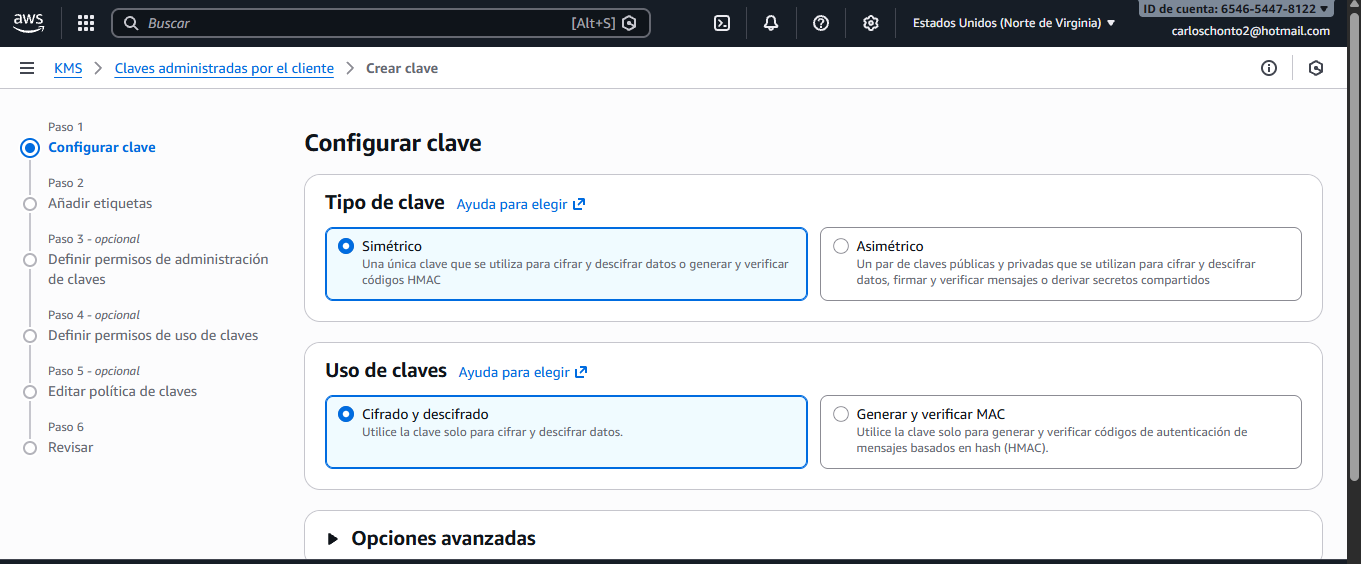 aws
Buscar
[Alt+S]
Estados Unidos (Norte de Virginia)
ID de cuenta: 6546-5447-8122
carloschonto2@hotmail.com
KMS
Claves administradas por el cliente
Crear clave
Paso 1
Configurar clave
Paso 2
Añadir etiquetas
Paso 3 - opcional
Definir permisos de administración
de claves
Paso 4 - opcional
Definir permisos de uso de claves
Paso 5 - opcional
Editar política de claves
Paso 6
Revisar
Configurar clave
Tipo de clave Ayuda para elegir
Simétrico
Una única clave que se utiliza para cifrar y descifrar datos o generar y verificar
códigos HMAC
Asimétrico
Un par de claves públicas y privadas que se utilizan para cifrar y descifrar
datos, firmar y verificar mensajes o derivar secretos compartidos
Uso de claves Ayuda para elegir
Cifrado y descifrado
Utilice la clave solo para cifrar y descifrar datos.
Generar y verificar MAC
Utilice la clave solo para generar y verificar códigos de autenticación de
mensajes basados en hash (HMAC).
Opciones avanzadas